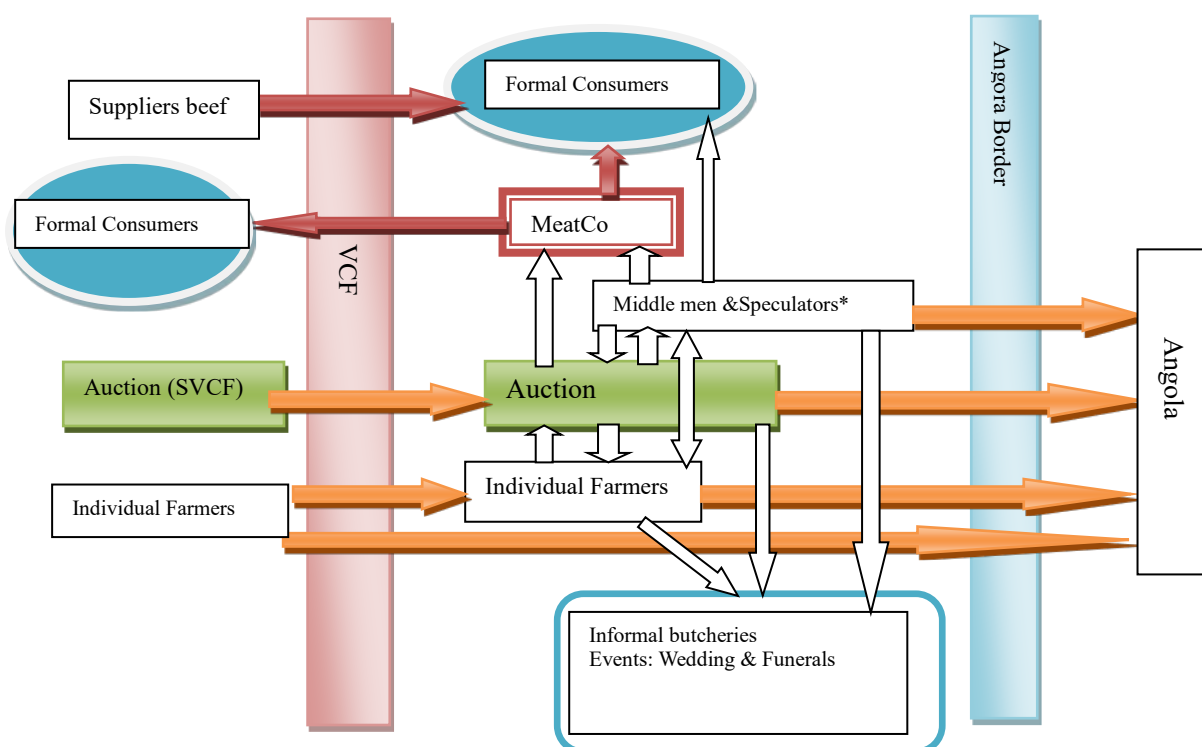 Formal Consumers
Suppliers beef
Angora Border
Formal Consumers
MeatCo
VCF
Middle men &Speculators*
Angola
Auction (SVCF)
Auction
Individual Farmers
Individual Farmers
Informal butcheries
Events: Wedding & Funerals